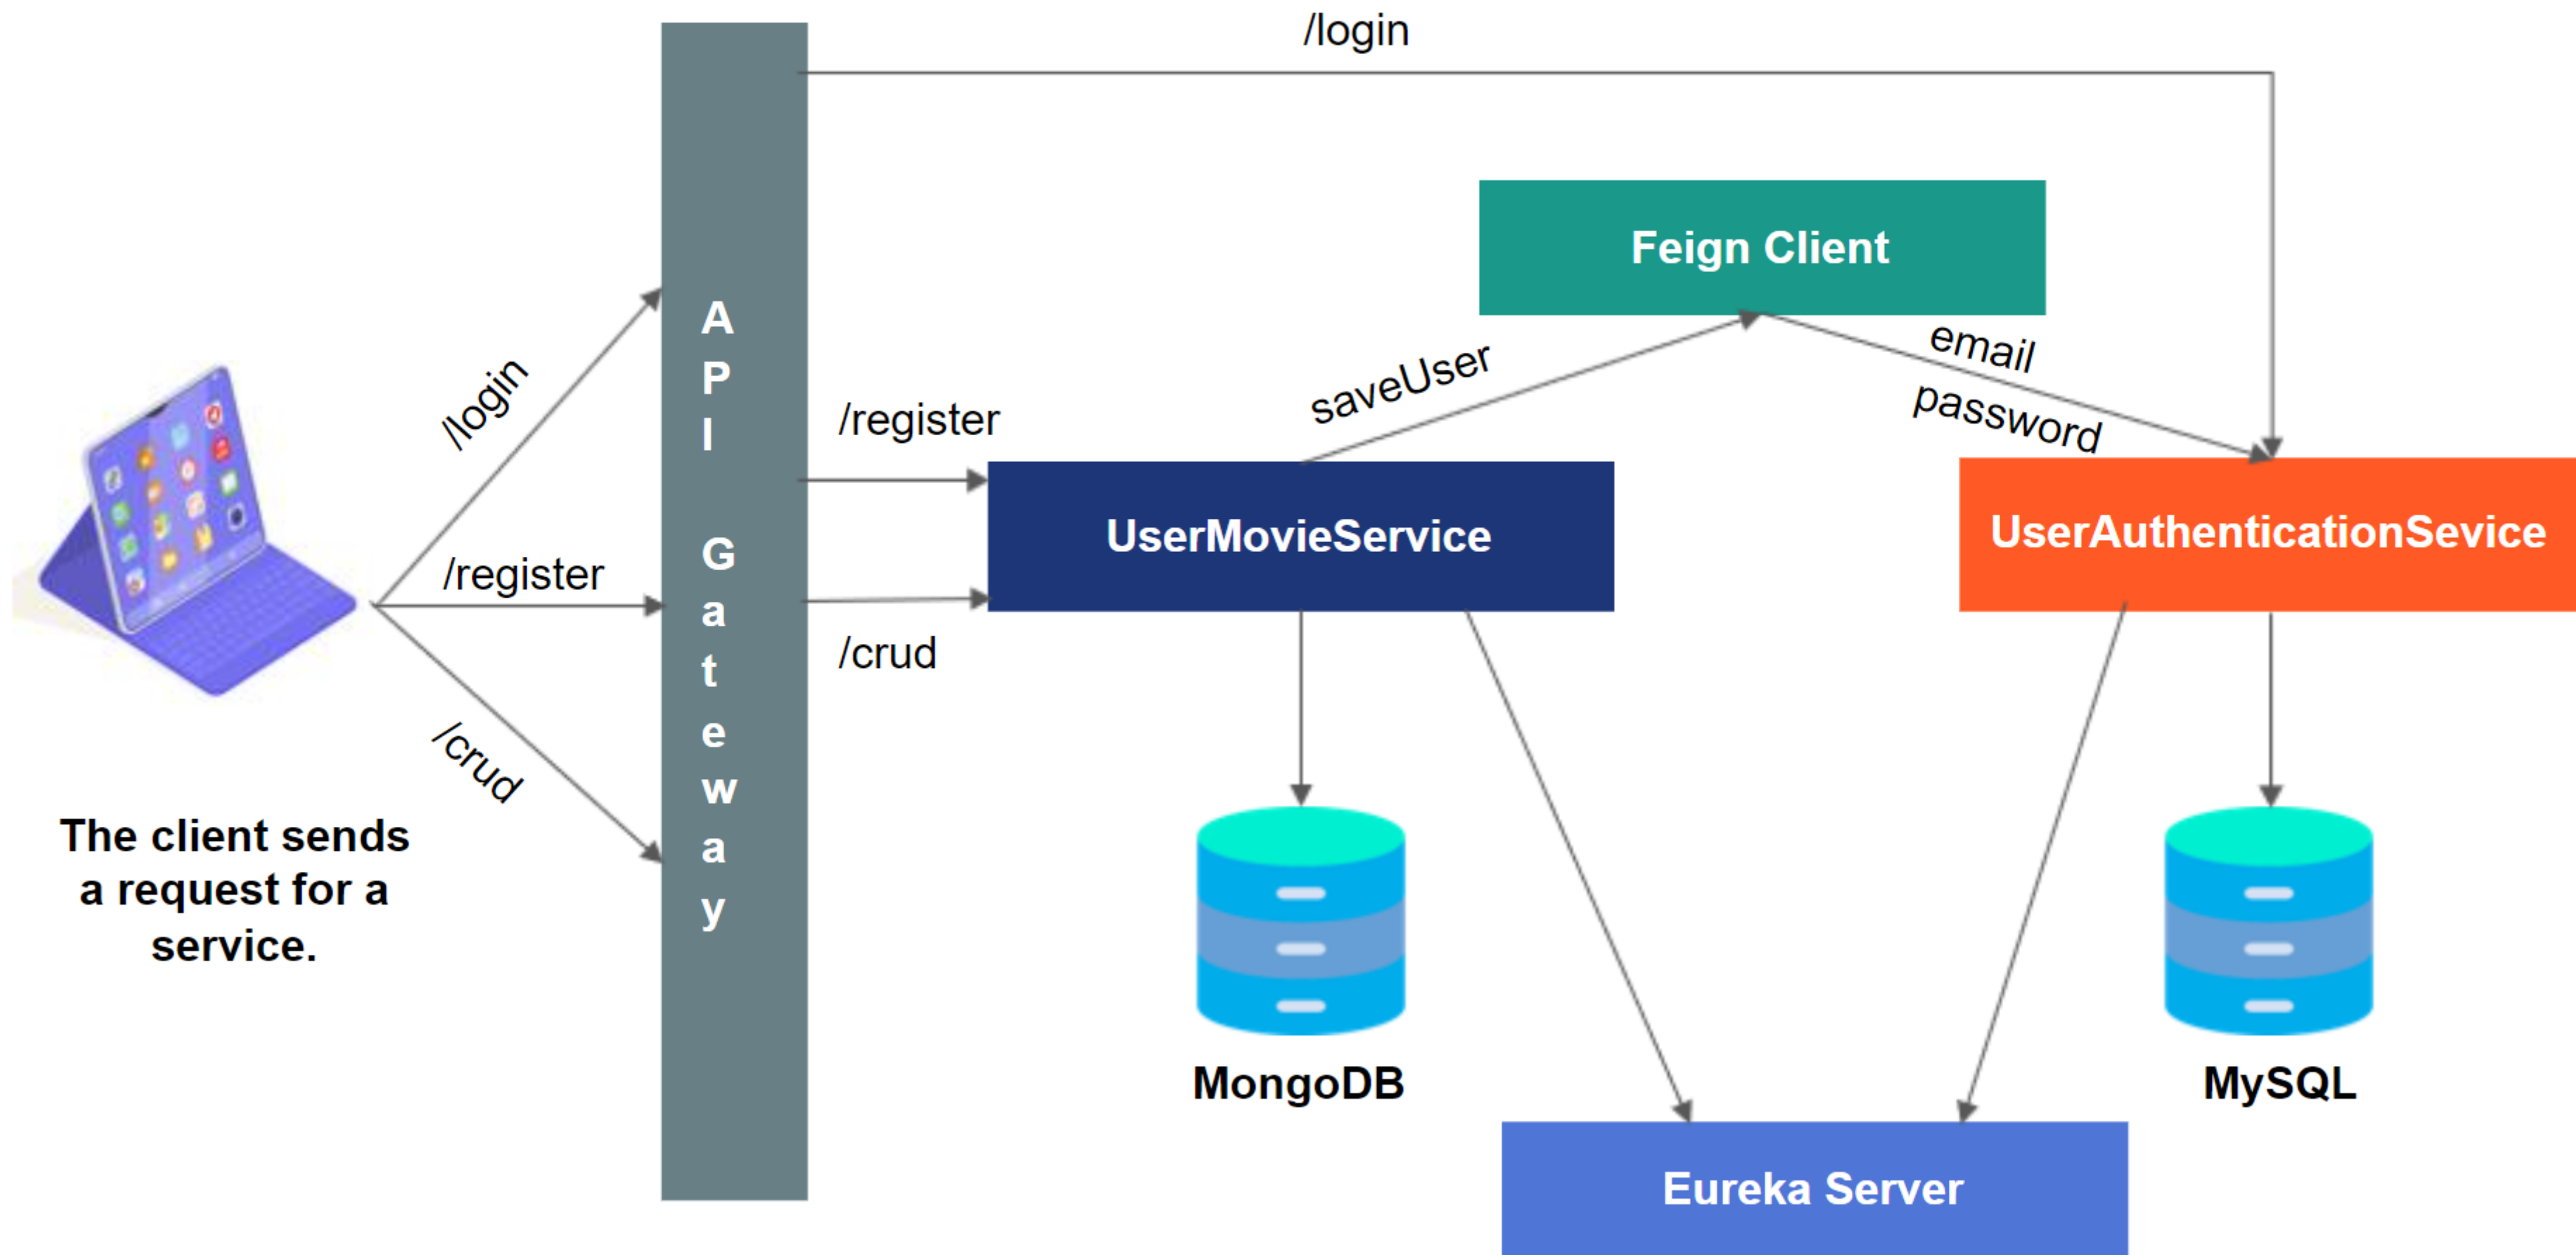 /login
Feign Client
A
P
I
G
a
t
e
w
a
y
/login
/register
/crud
/register
/crud
saveUser
email
password
UserMovieService
UserAuthenticationSevice
The client sends
a request for a
service.
MongoDB
MySQL
Eureka Server